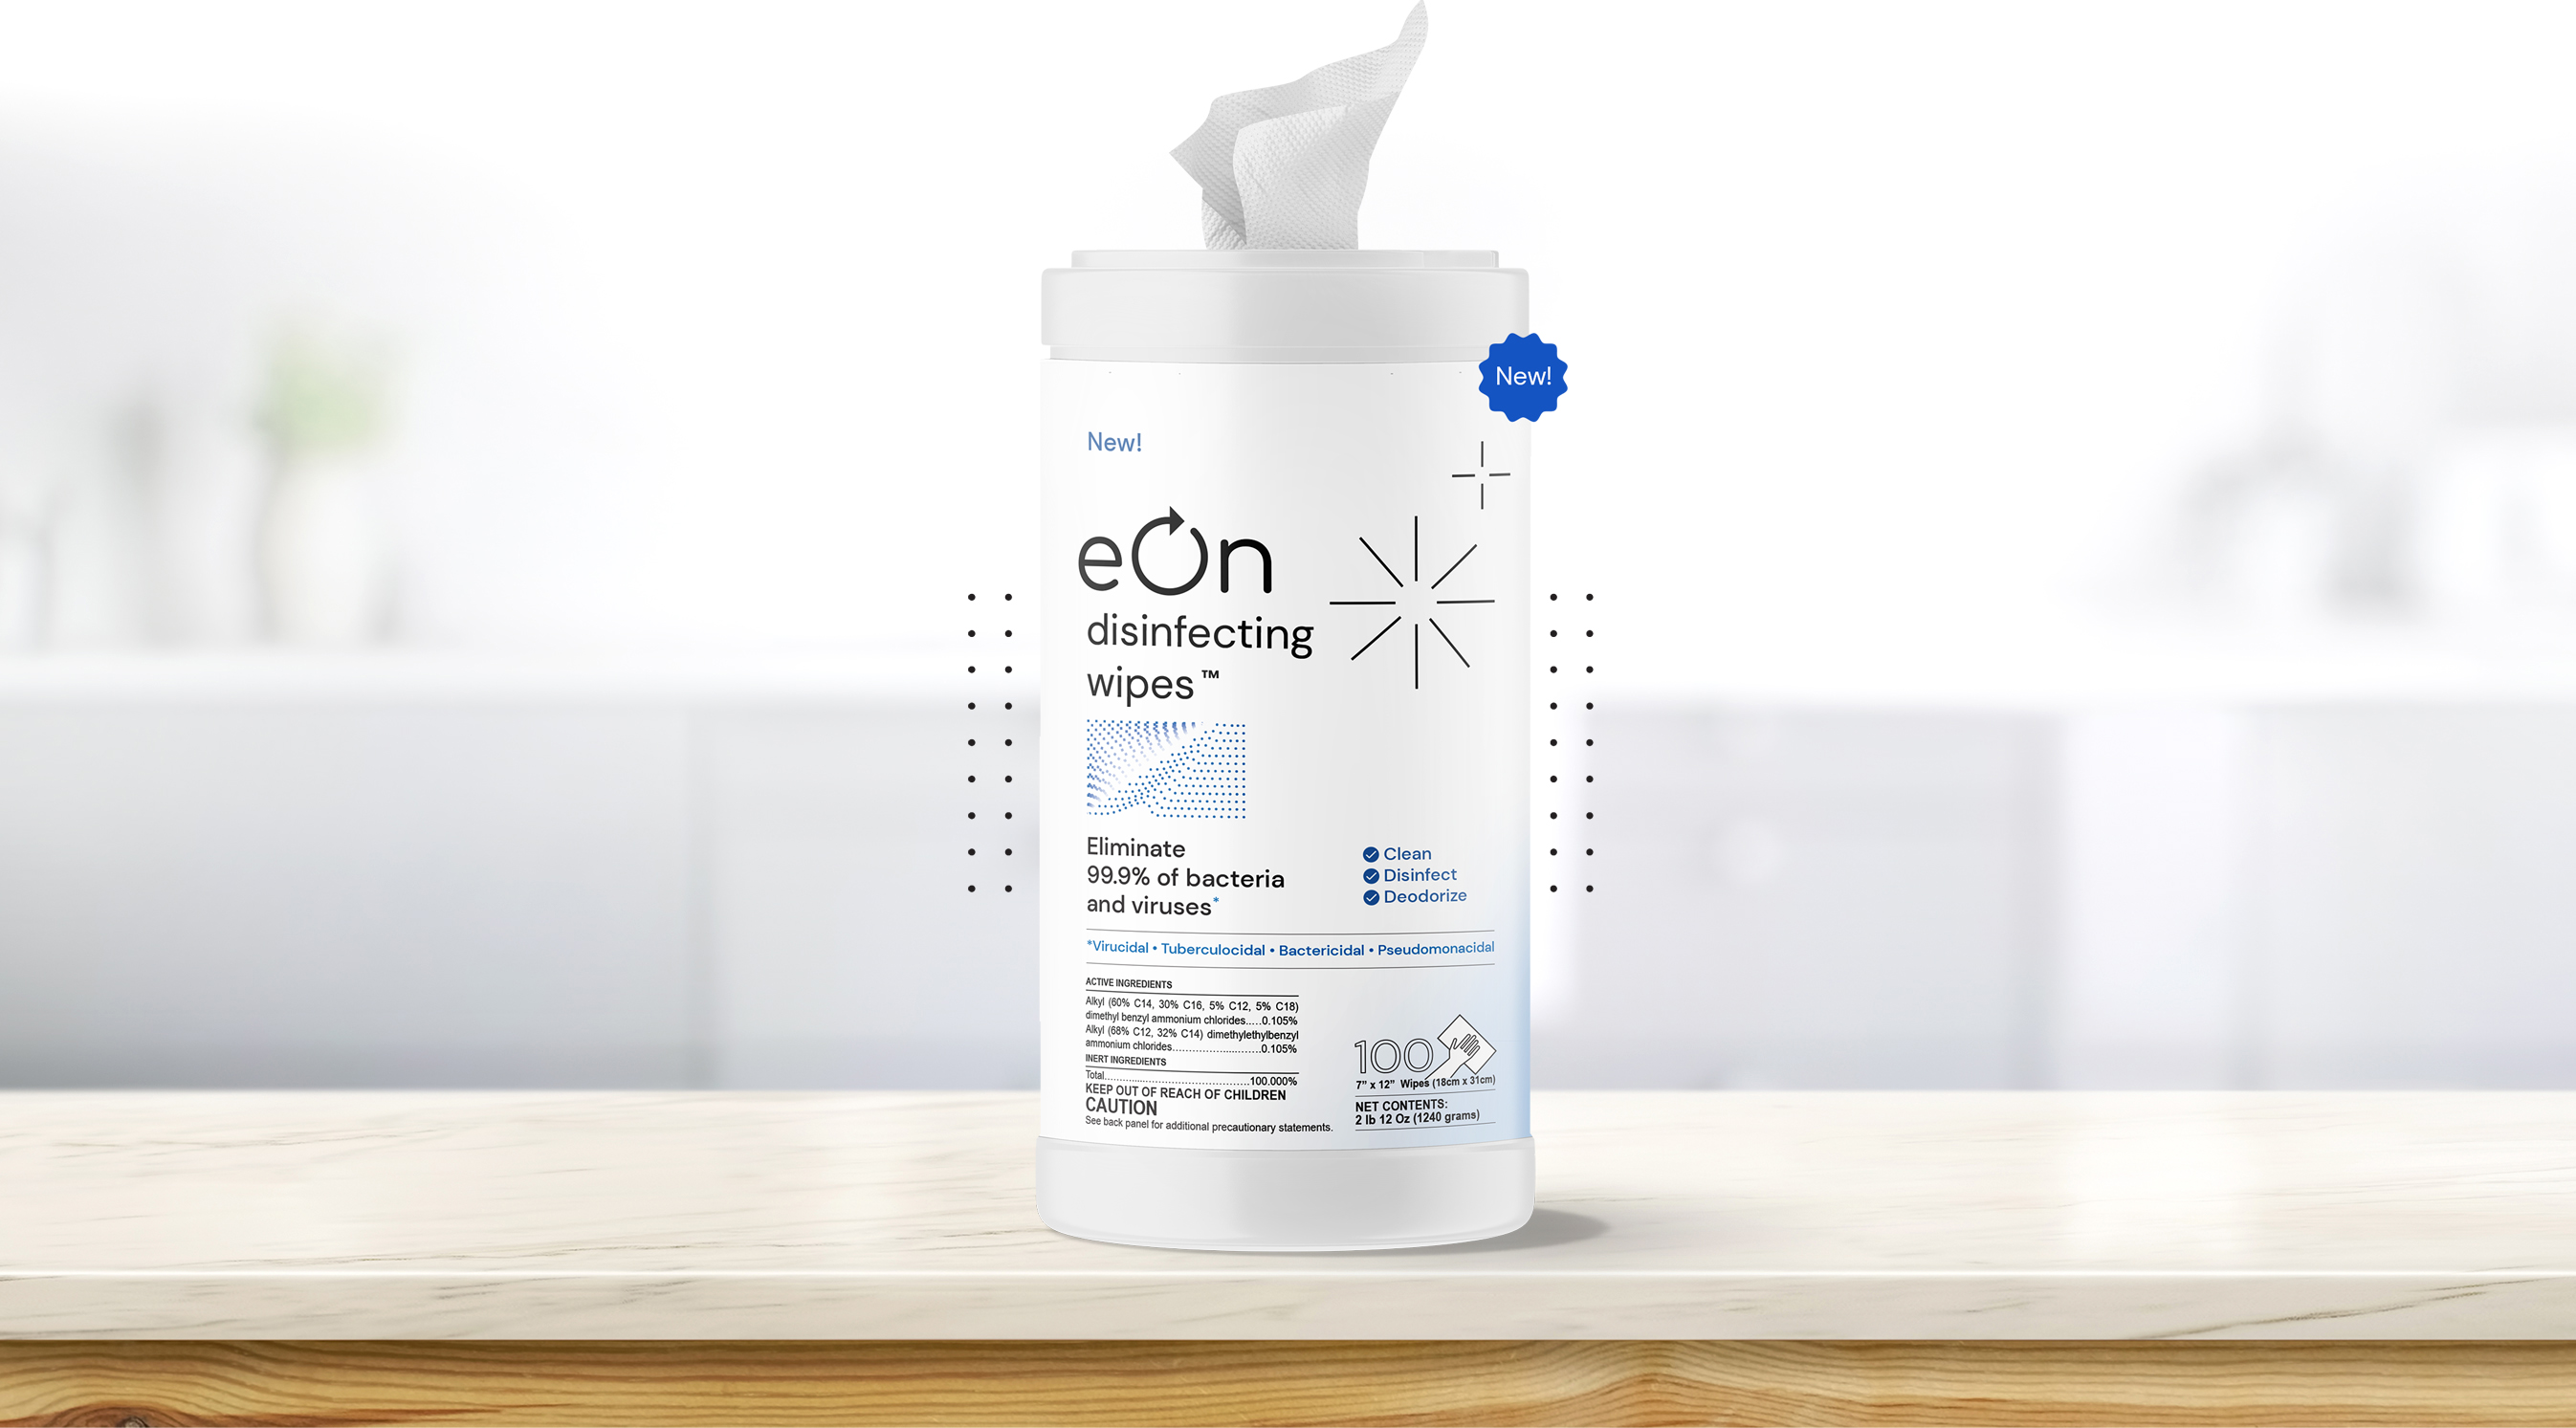 New!
New!
eOn
disinfecting
wipes™
Eliminate
99.9% of bacteria
and viruses*
Clean
Disinfect
Deodorize
*Virucidal • Tuberculocidal • Bactericidal • Pseudomonacidal
ACTIVE INGREDIENTS
Alkyl (60% C14, 30% C16, 5% C12, 5% C18)
dimethyl benzyl ammonium chlorides.....0.105%
Alkyl (68% C12, 32% C14) dimethylethylbenzyl
ammonium chlorides...........................0.105%
INERT INGREDIENTS
Total...........................................100.000%
KEEP OUT OF REACH OF CHILDREN
CAUTION
See back panel for additional precautionary statements.
100
7” x 12” Wipes (18cm x 31cm)
NET CONTENTS:
2 lb 12 Oz (1240 grams)